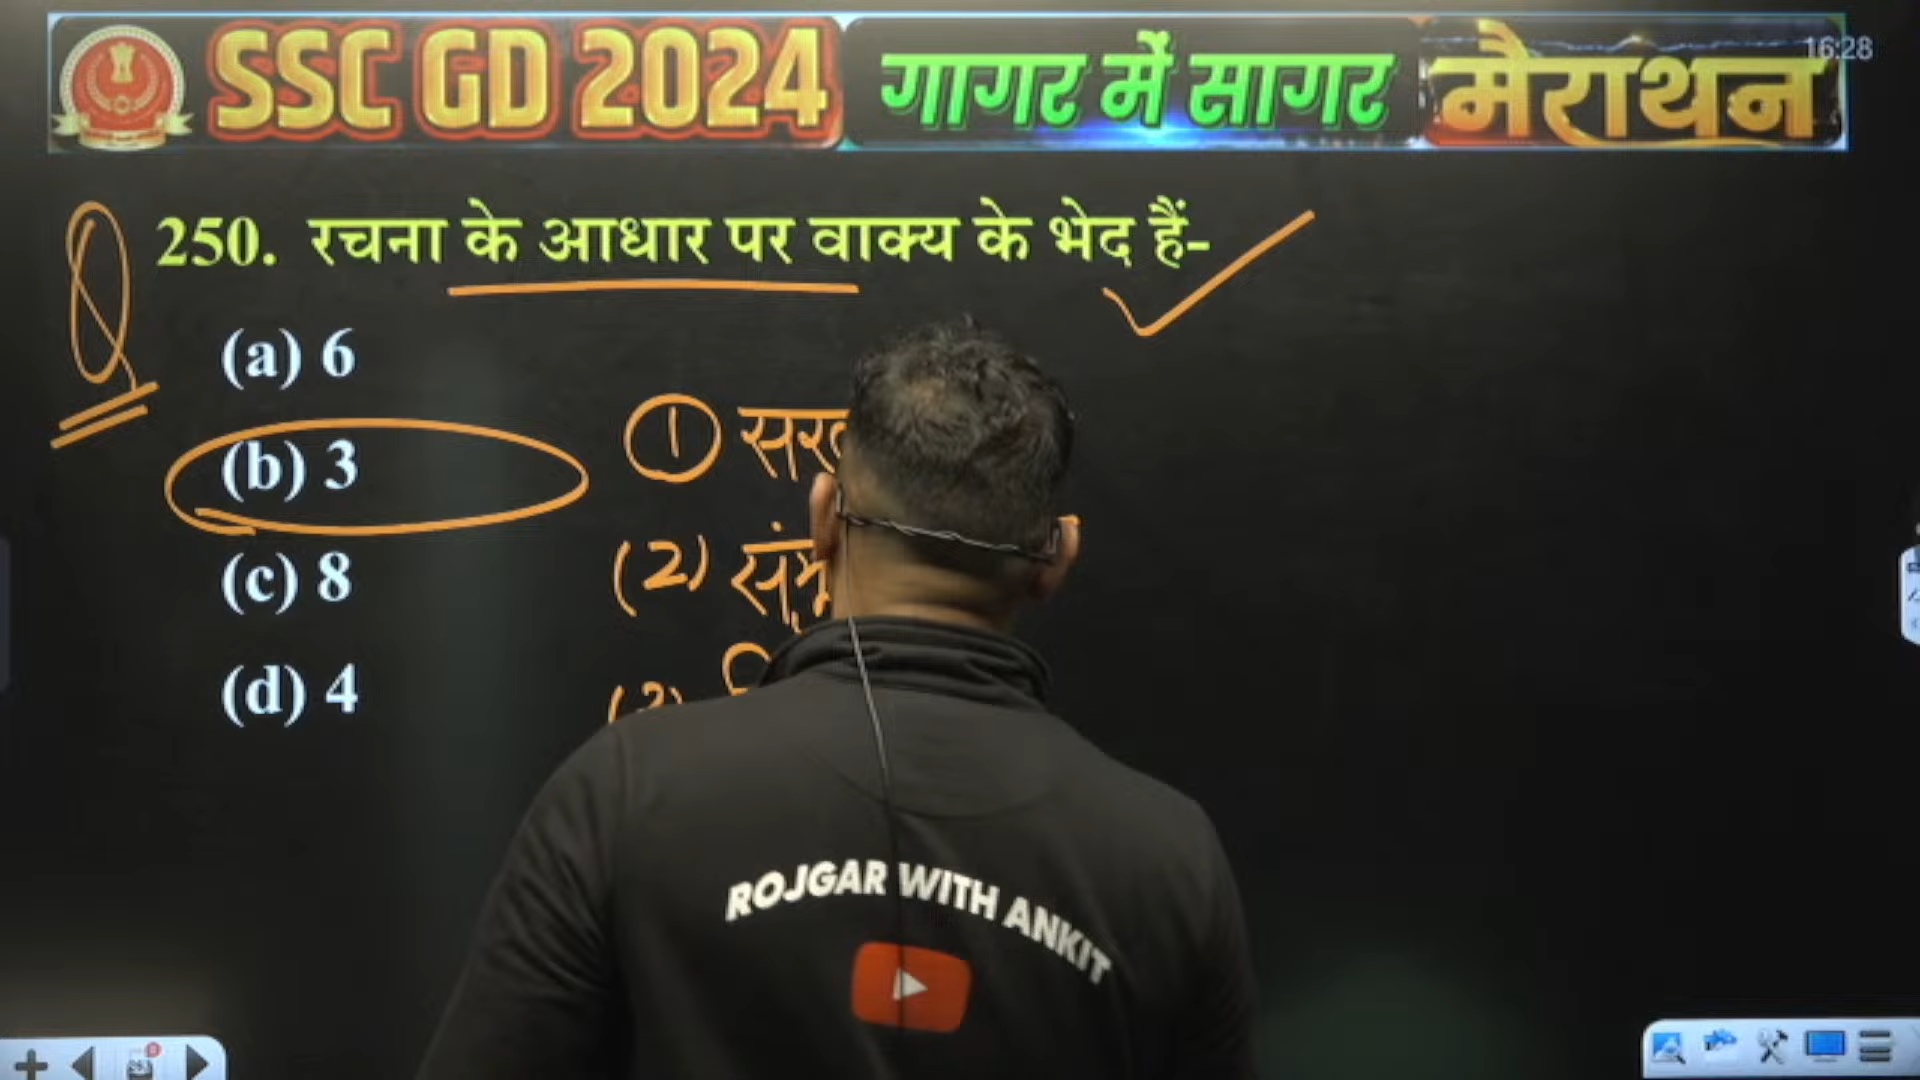 SSC GD 2024 गागर में सागर मैराथन
16:28
250. रचना के आधार पर वाक्य के भेद हैं-
(a) 6
(b) 3
(c) 8
(d) 4
1
(2)
ROJGAR WITH ANKIT